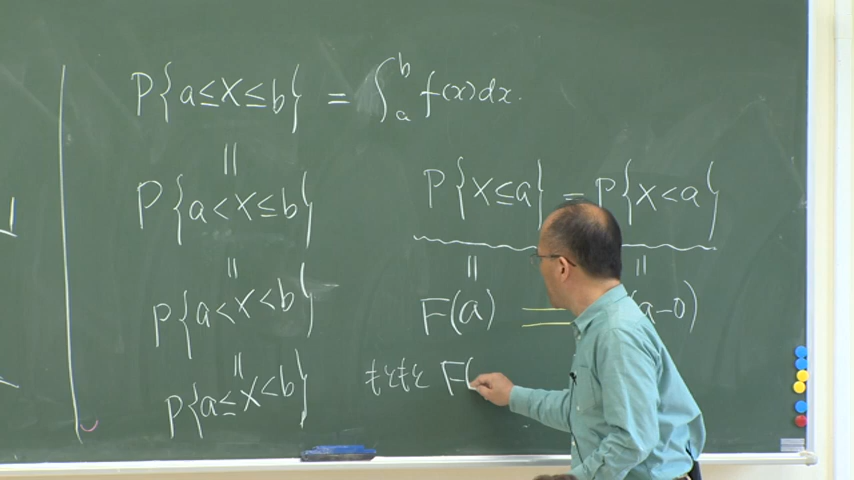 P{a≤X≤b} = ∫_a^b f(x)dx.
=
P{a<X≤b}
=
P{a<X<b}
=
P{a≤X<b}
P{X≤a} = P{X<a}
= =
F(a) = (a-0)
もともと F(